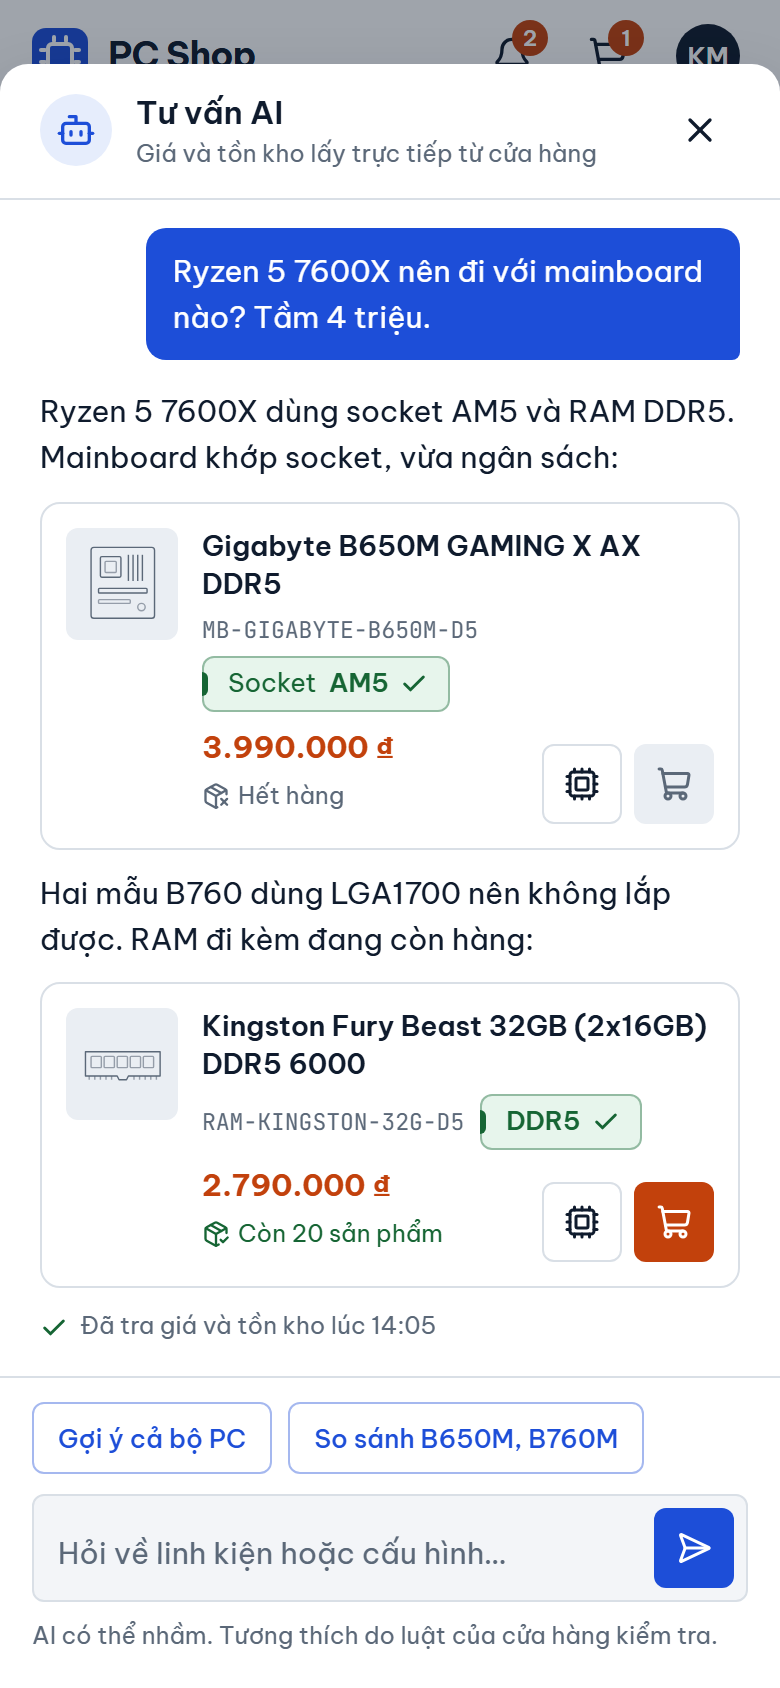 PC Shop
2
1
KM
Tư vấn AI
Giá và tồn kho lấy trực tiếp từ cửa hàng
Ryzen 5 7600X nên đi với mainboard
nào? Tầm 4 triệu.
Ryzen 5 7600X dùng socket AM5 và RAM DDR5.
Mainboard khớp socket, vừa ngân sách:
Gigabyte B650M GAMING X AX
DDR5
MB-GIGABYTE-B650M-D5
Socket AM5
3.990.000 ₫
Hết hàng
Hai mẫu B760 dùng LGA1700 nên không lắp
được. RAM đi kèm đang còn hàng:
Kingston Fury Beast 32GB (2x16GB)
DDR5 6000
RAM-KINGSTON-32G-D5 DDR5
2.790.000 ₫
Còn 20 sản phẩm
Đã tra giá và tồn kho lúc 14:05
Gợi ý cả bộ PC
So sánh B650M, B760M
Hỏi về linh kiện hoặc cấu hình...
AI có thể nhầm. Tương thích do luật của cửa hàng kiểm tra.